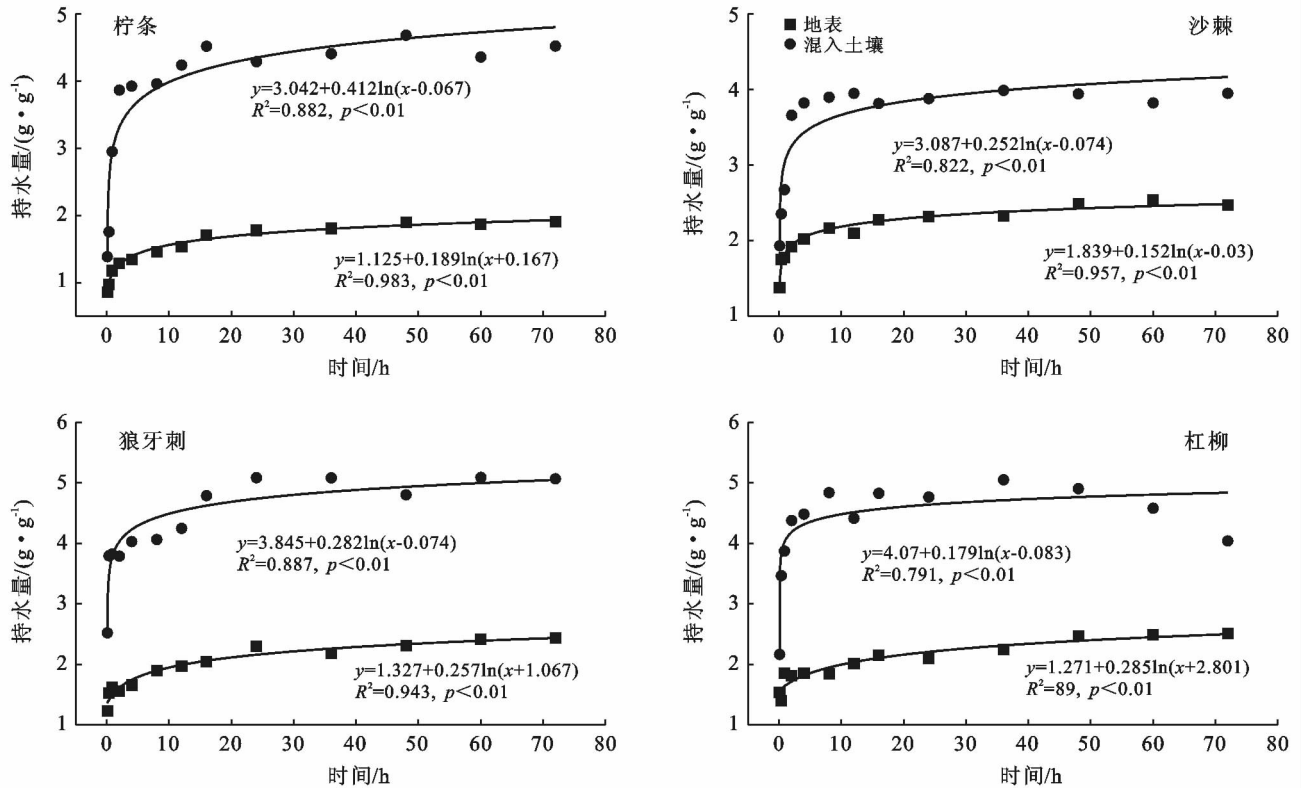 柠条
持水量/(g·g⁻¹)
5
4
3
2
1
y=3.042+0.412ln(x-0.067)
R²=0.882, p<0.01
y=1.125+0.189ln(x+0.167)
R²=0.983, p<0.01
0 10 20 30 40 50 60 70 80
时间/h
沙棘
■地表
●混入土壤
持水量/(g·g⁻¹)
5
4
3
2
1
y=3.087+0.252ln(x-0.074)
R²=0.822, p<0.01
y=1.839+0.152ln(x-0.03)
R²=0.957, p<0.01
0 10 20 30 40 50 60 70 80
时间/h
狼牙刺
持水量/(g·g⁻¹)
6
5
4
3
2
1
y=3.845+0.282ln(x-0.074)
R²=0.887, p<0.01
y=1.327+0.257ln(x+1.067)
R²=0.943, p<0.01
0 10 20 30 40 50 60 70 80
时间/h
杠柳
持水量/(g·g⁻¹)
6
5
4
3
2
1
y=4.07+0.179ln(x-0.083)
R²=0.791, p<0.01
y=1.271+0.285ln(x+2.801)
R²=89, p<0.01
0 10 20 30 40 50 60 70 80
时间/h